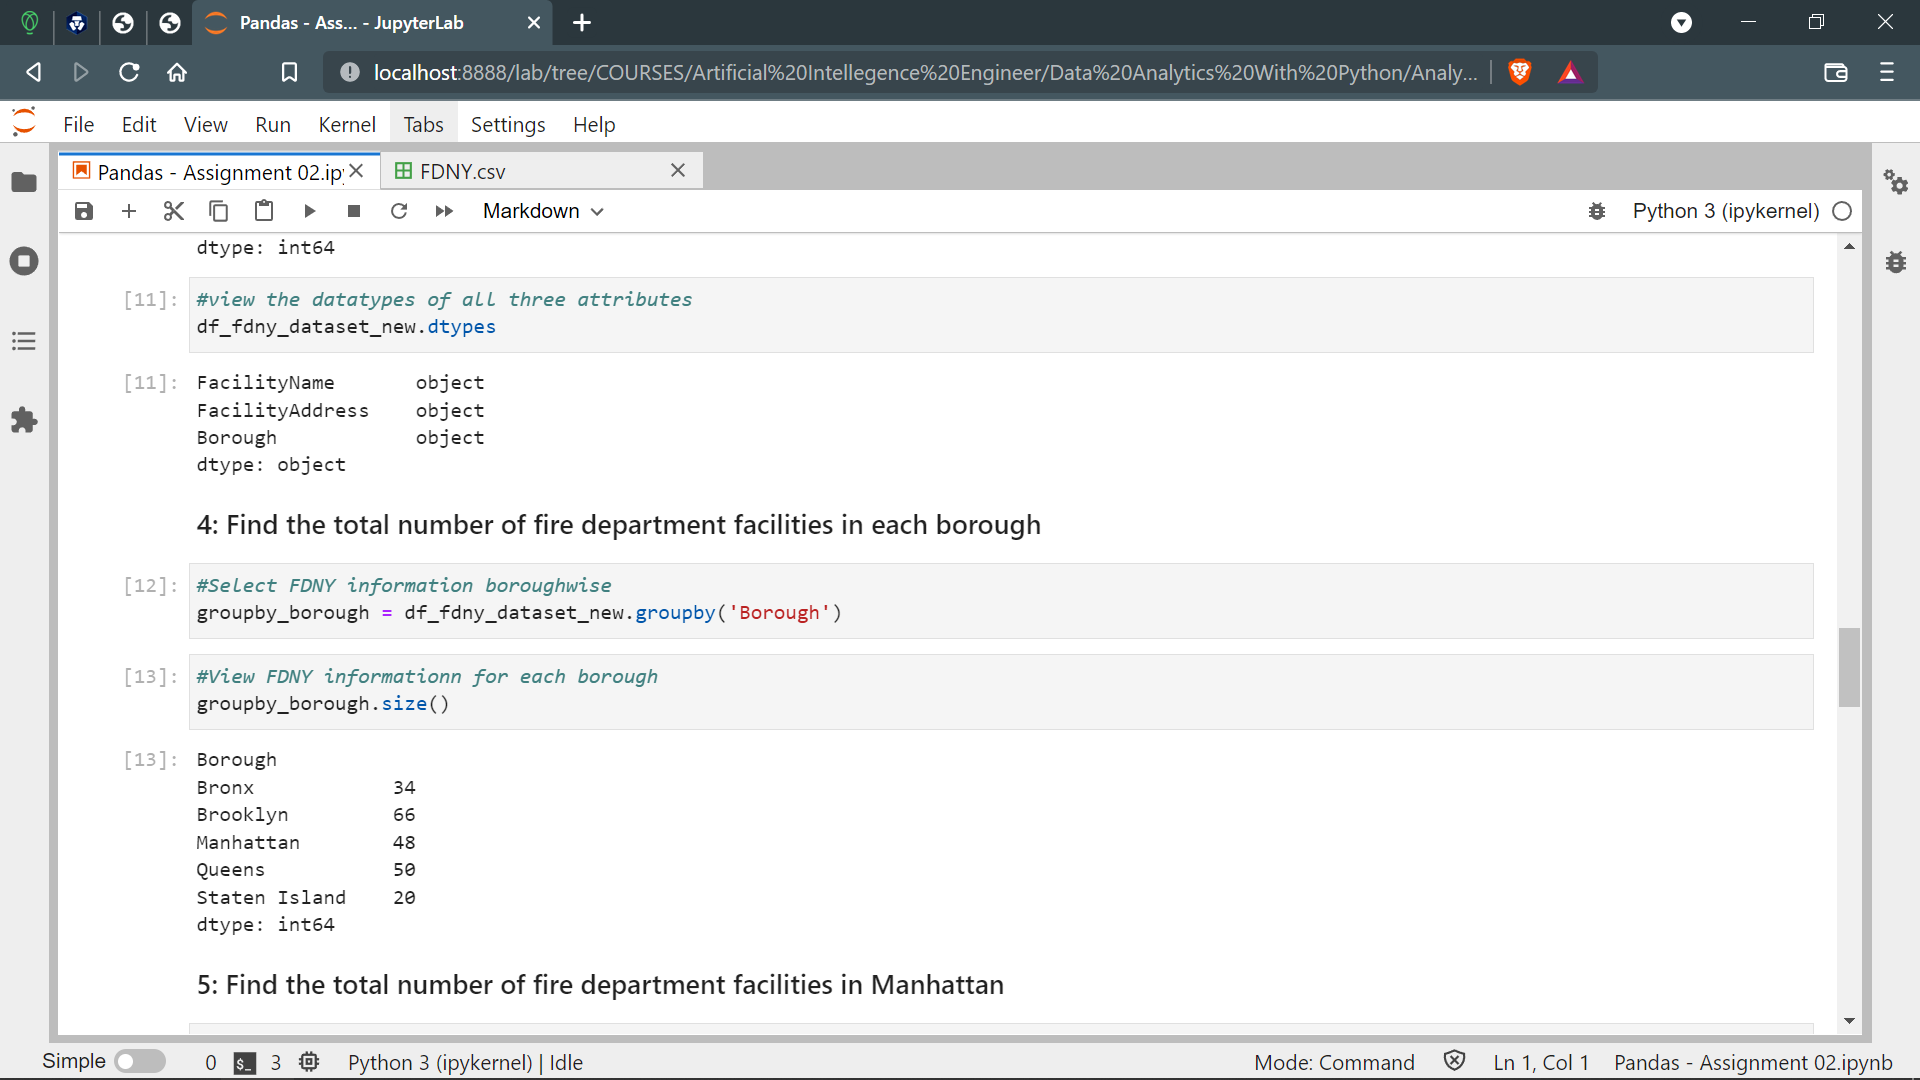 Pandas - Ass... - JupyterLab
localhost:8888/lab/tree/COURSES/Artificial%20Intellegence%20Engineer/Data%20Analytics%20With%20Python/Analy...
File Edit View Run Kernel Tabs Settings Help
Pandas - Assignment 02.ipy
FDNY.csv
Markdown
Python 3 (ipykernel)
dtype: int64
[11]: #view the datatypes of all three attributes
df_fdny_dataset_new.dtypes
[11]: FacilityName object
FacilityAddress object
Borough object
dtype: object
4: Find the total number of fire department facilities in each borough
[12]: #Select FDNY information boroughwise
groupby_borough = df_fdny_dataset_new.groupby('Borough')
[13]: #View FDNY informationn for each borough
groupby_borough.size()
[13]: Borough
Bronx 34
Brooklyn 66
Manhattan 48
Queens 50
Staten Island 20
dtype: int64
5: Find the total number of fire department facilities in Manhattan
Simple 0 $_ 3 Python 3 (ipykernel) | Idle Mode: Command Ln 1, Col 1 Pandas - Assignment 02.ipynb